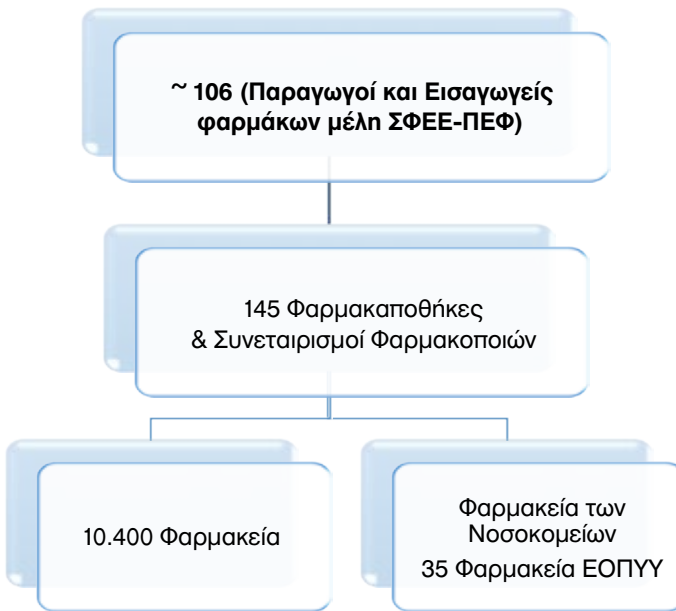 ~ 106 (Παραγωγοί και Εισαγωγείς
φαρμάκων μέλη ΣΦΕΕ-ΠΕΦ)
145 Φαρμακαποθήκες
& Συνεταιρισμοί Φαρμακοποιών
10.400 Φαρμακεία
Φαρμακεία των
Νοσοκομείων
35 Φαρμακεία ΕΟΠΥΥ